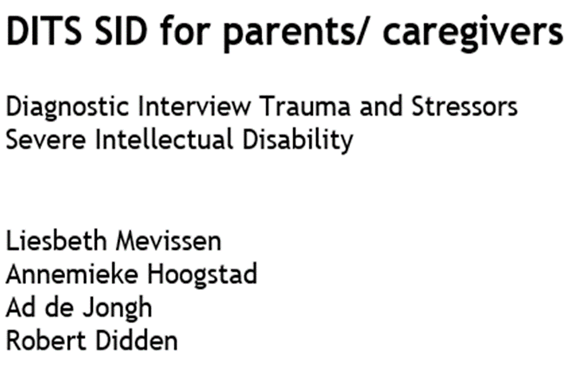 DITS SID for parents/ caregivers
Diagnostic Interview Trauma and Stressors
Severe Intellectual Disability
Liesbeth Mevissen
Annemieke Hoogstad
Ad de Jongh
Robert Didden